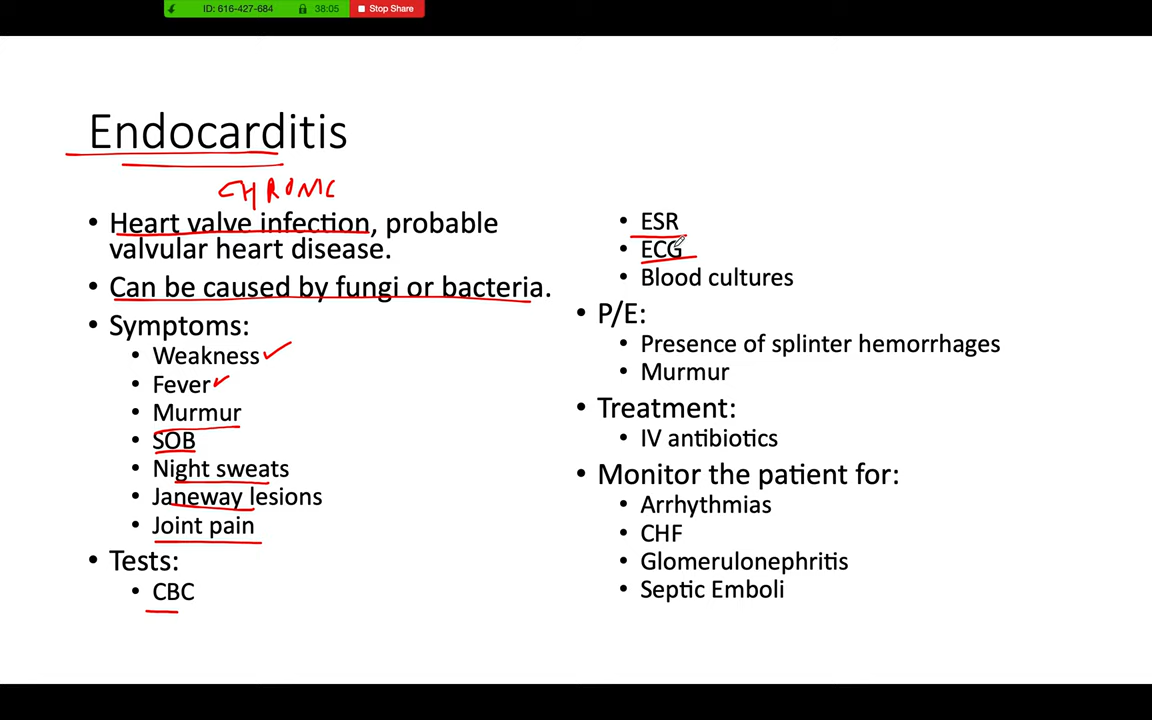 ID: 616-427-684 38:05 Stop Share
Endocarditis
CHRONIC
• Heart valve infection, probable
valvular heart disease.
• Can be caused by fungi or bacteria.
• Symptoms:
• Weakness
• Fever
• Murmur
• SOB
• Night sweats
• Janeway lesions
• Joint pain
• Tests:
• CBC
• ESR
• ECG
• Blood cultures
• P/E:
• Presence of splinter hemorrhages
• Murmur
• Treatment:
• IV antibiotics
• Monitor the patient for:
• Arrhythmias
• CHF
• Glomerulonephritis
• Septic Emboli